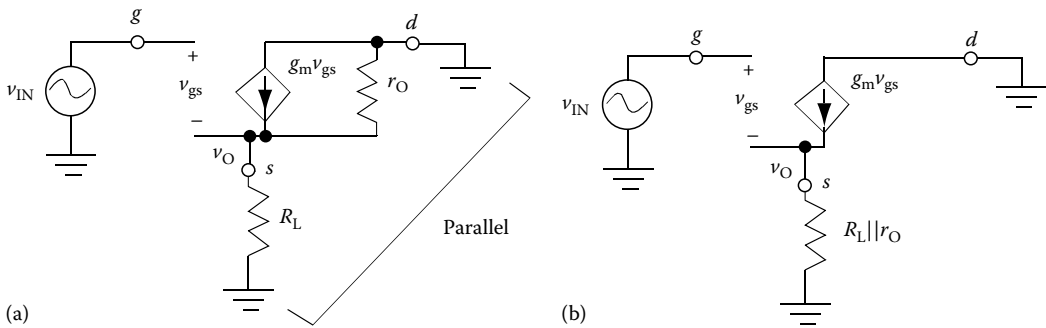 g
d
+
g_m v_gs
v_IN
v_gs
r_O
−
v_O
s
R_L
Parallel
(a)
g
d
+
g_m v_gs
v_IN
v_gs
−
v_O
s
R_L||r_O
(b)